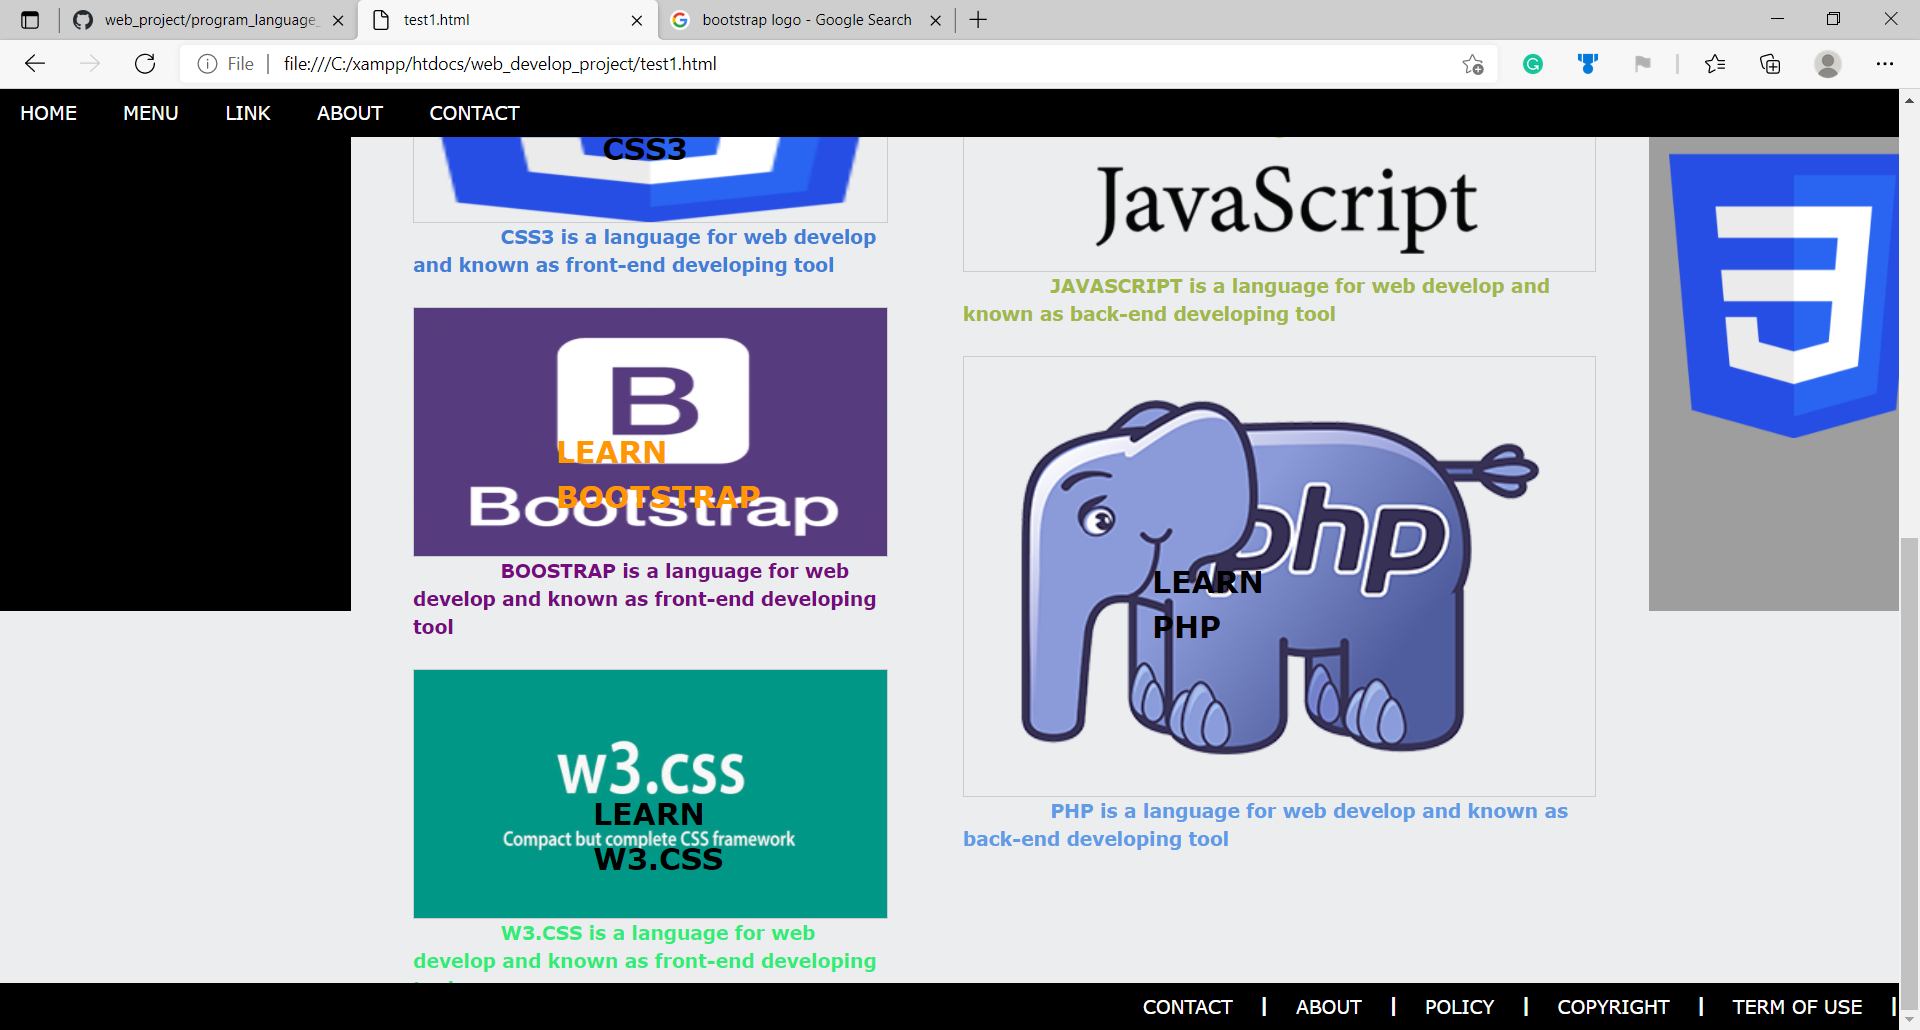 web_project/program_language_
test1.html
bootstrap logo - Google Search
File
file:///C:/xampp/htdocs/web_develop_project/test1.html
HOME MENU LINK ABOUT CONTACT
CSS3
CSS3 is a language for web develop
and known as front-end developing tool
B
Bootstrap
LEARN
BOOTSTRAP
BOOSTRAP is a language for web
develop and known as front-end developing
tool
w3.css
Compact but complete CSS framework
LEARN
W3.CSS
W3.CSS is a language for web
develop and known as front-end developing
JavaScript
JAVASCRIPT is a language for web develop and
known as back-end developing tool
php
LEARN
PHP
PHP is a language for web develop and known as
back-end developing tool
CONTACT | ABOUT | POLICY | COPYRIGHT | TERM OF USE |